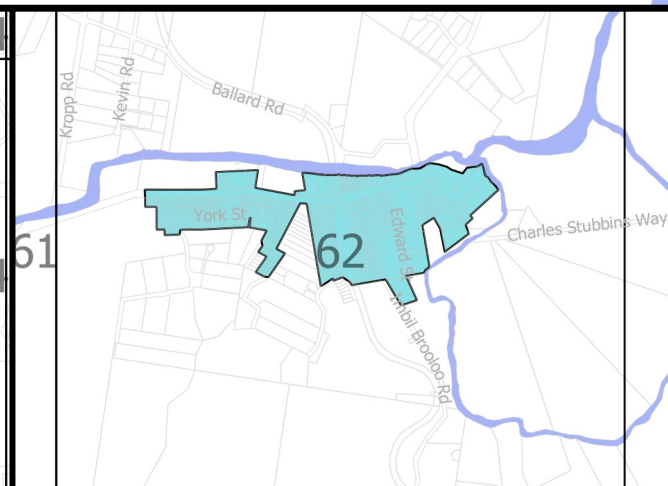 Kropp Rd
Kevin Rd
Ballard Rd
York St
Edward St
Charles Stubbins Way
61
62
Imbil Brooloo Rd